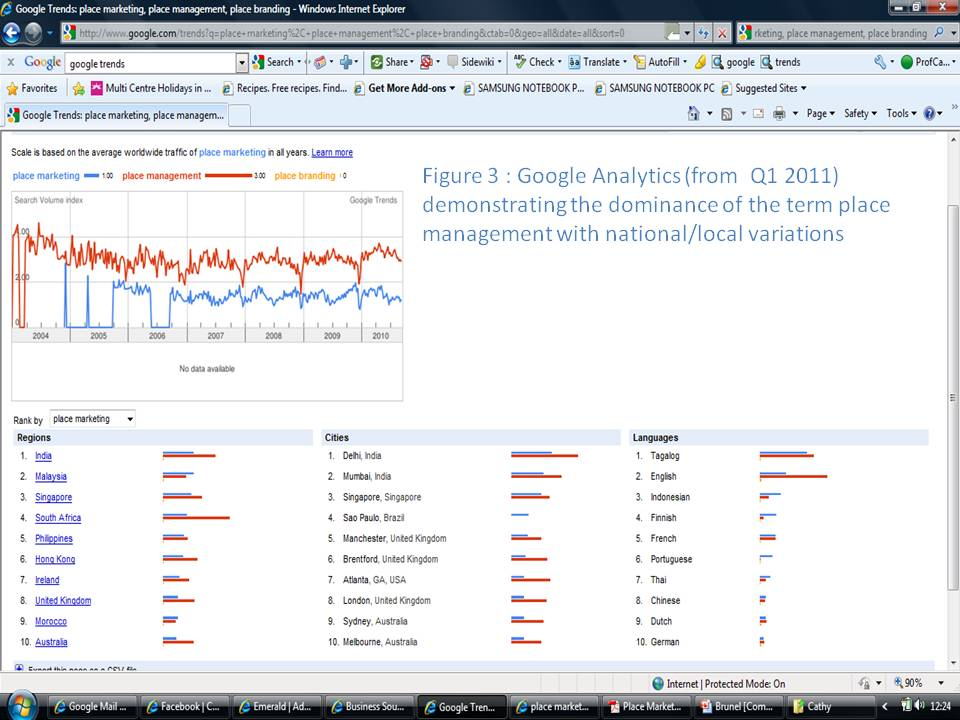 Google Trends: place marketing, place management, place branding - Windows Internet Explorer
http://www.google.com/trends?q=place+marketing%2C+place+management%2C+place+branding&ctab=0&geo=all&date=all&sort=0
rketing, place management, place branding
x Google google trends Search Share Sidewiki Check Translate AutoFill google trends ProfCa...
Favorites Multi Centre Holidays in ... Recipes. Free recipes. Find... Get More Add-ons SAMSUNG NOTEBOOK P... SAMSUNG NOTEBOOK PC Suggested Sites
Google Trends: place marketing, place managem... Page Safety Tools
Scale is based on the average worldwide traffic of place marketing in all years. Learn more
place marketing 1.00 place management 3.00 place branding 0
Figure 3 : Google Analytics (from Q1 2011)
demonstrating the dominance of the term place
management with national/local variations
Search Volume index Google Trends
2.00
0
2004 2005 2006 2007 2008 2009 2010
No data available
Rank by place marketing
Regions Cities Languages
1. India 1. Delhi, India 1. Tagalog
2. Malaysia 2. Mumbai, India 2. English
3. Singapore 3. Singapore, Singapore 3. Indonesian
4. South Africa 4. Sao Paulo, Brazil 4. Finnish
5. Philippines 5. Manchester, United Kingdom 5. French
6. Hong Kong 6. Brentford, United Kingdom 6. Portuguese
7. Ireland 7. Atlanta, GA, USA 7. Thai
8. United Kingdom 8. London, United Kingdom 8. Chinese
9. Morocco 9. Sydney, Australia 9. Dutch
10. Australia 10. Melbourne, Australia 10. German
Export this page as a CSV file
Internet | Protected Mode: On 90%
Google Mail ... Facebook | C... Emerald | Ad... Business Sou... Google Tren... place market... Place Market... Brunel [Com... Cathy 12:24